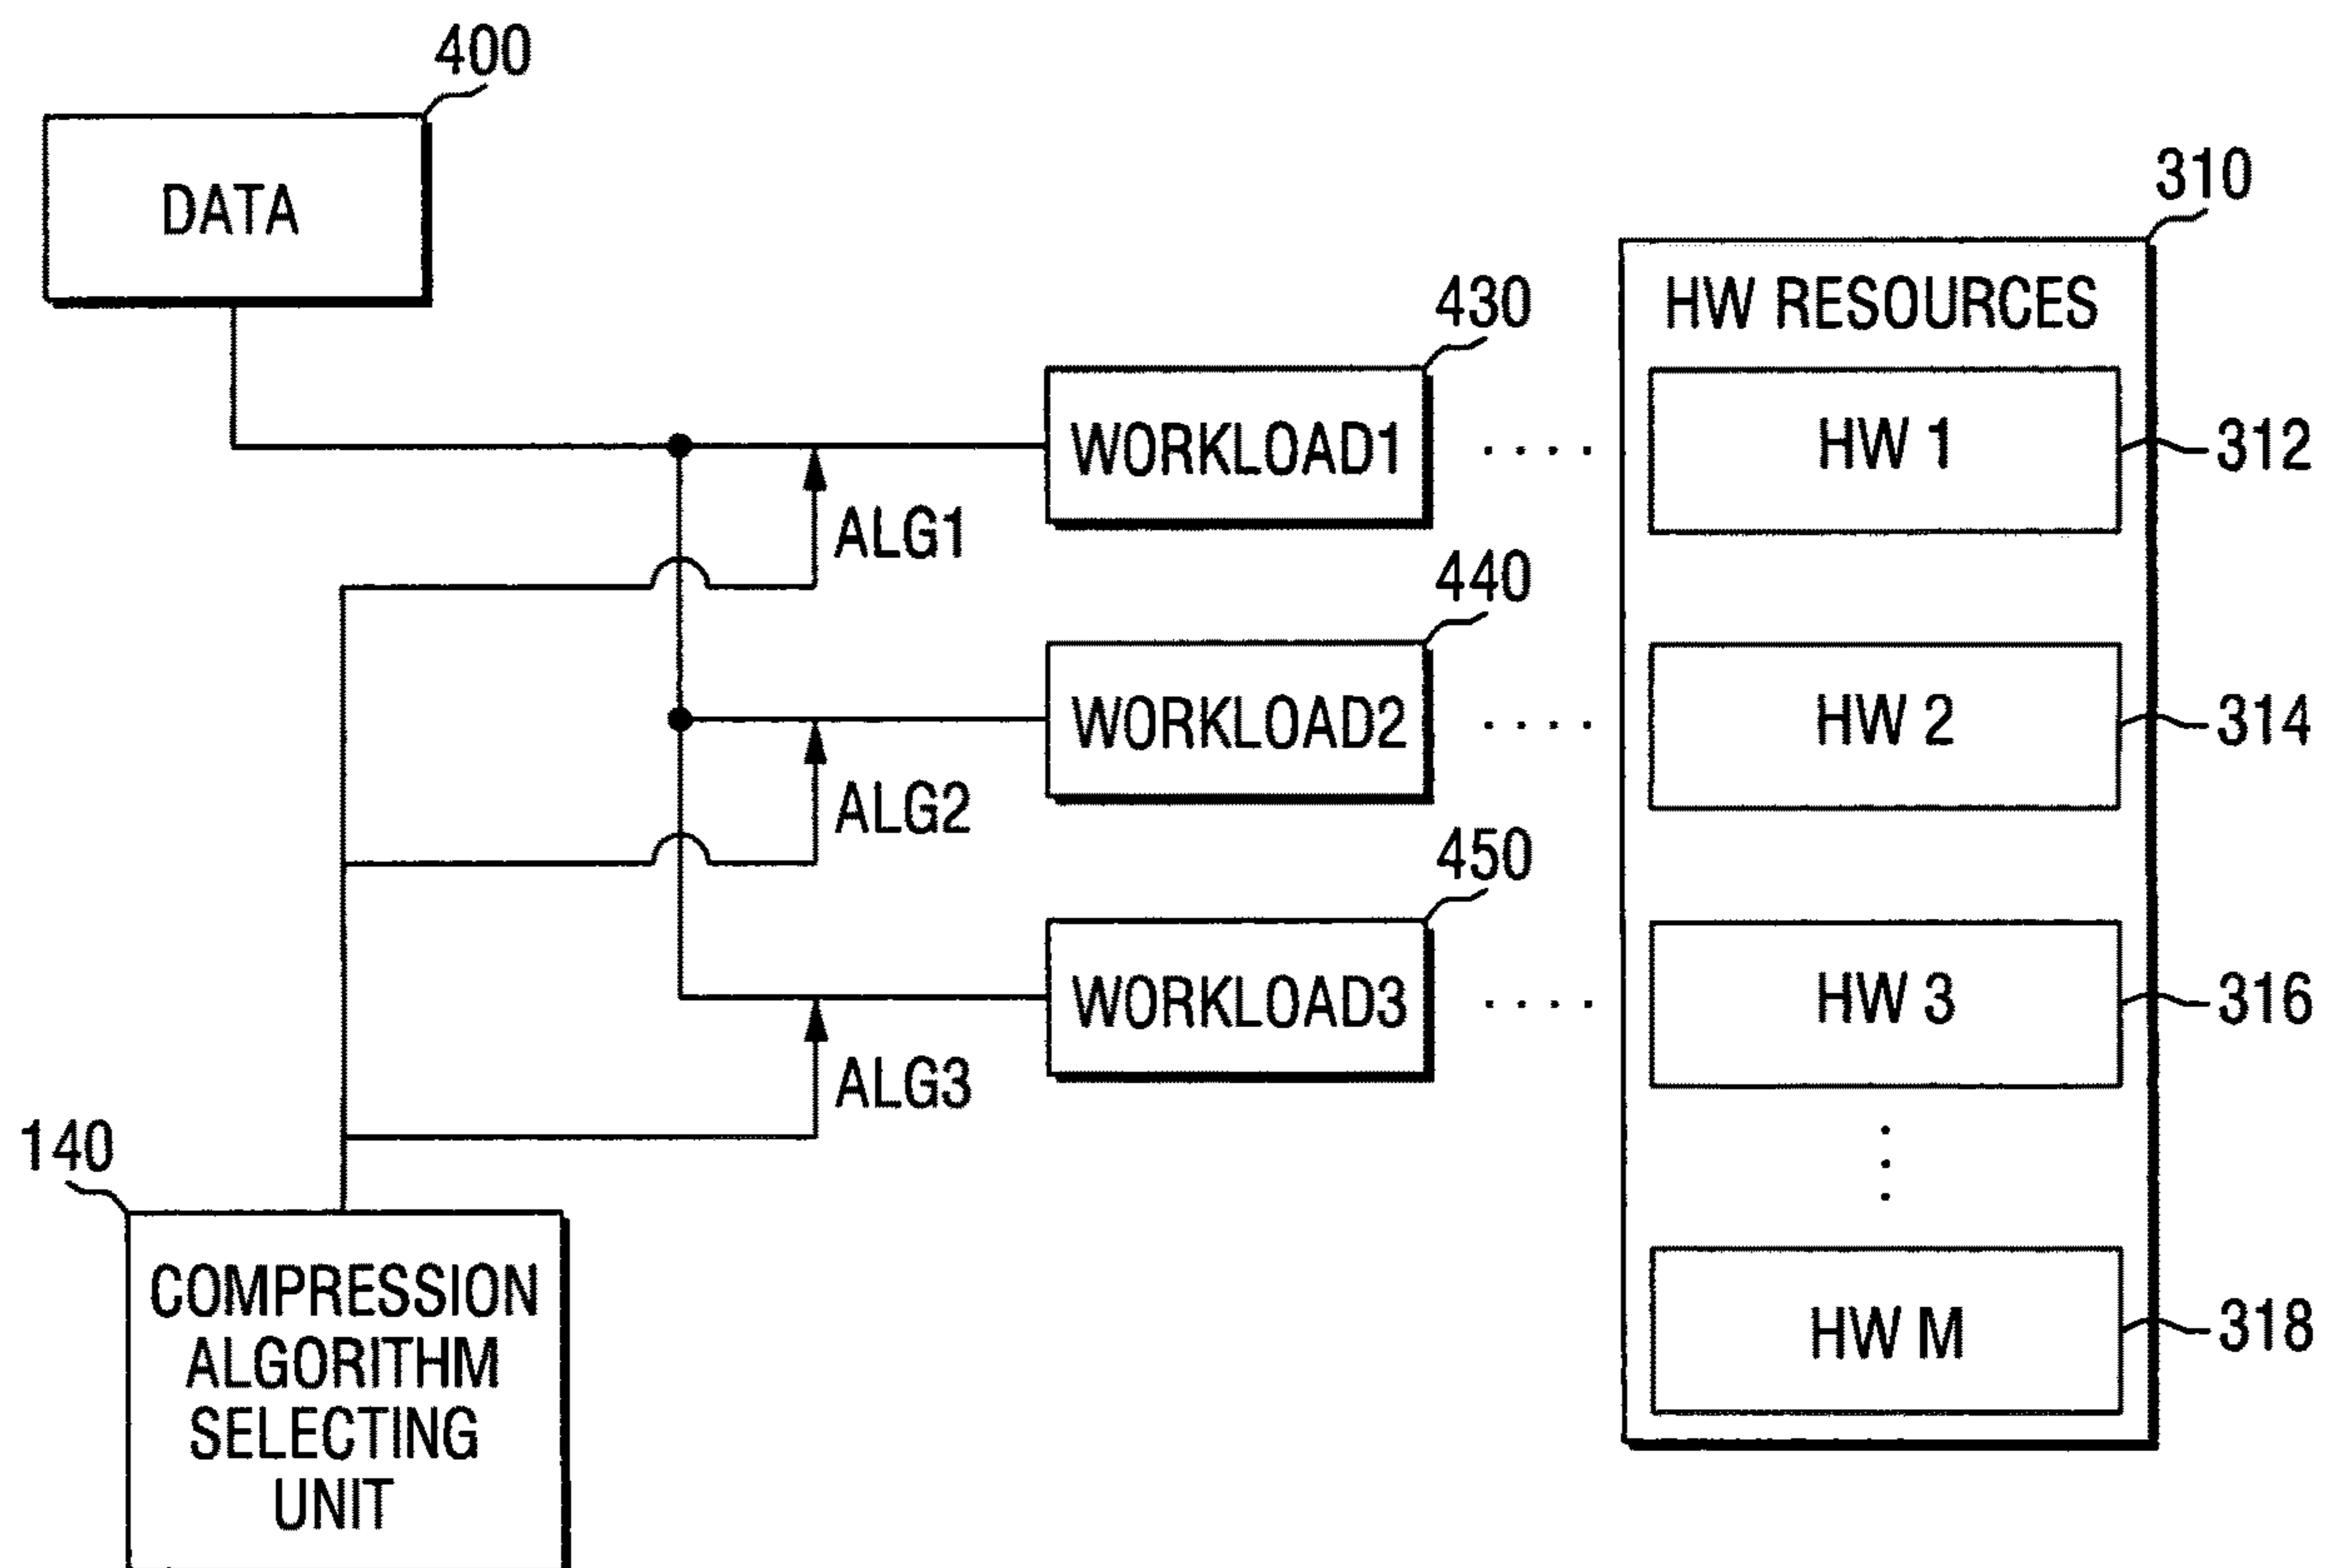 400
DATA
310
HW RESOURCES
430
WORKLOAD1
HW 1
312
ALG1
440
WORKLOAD2
HW 2
314
ALG2
450
WORKLOAD3
HW 3
316
ALG3
140
COMPRESSION
ALGORITHM
SELECTING
UNIT
HW M
318